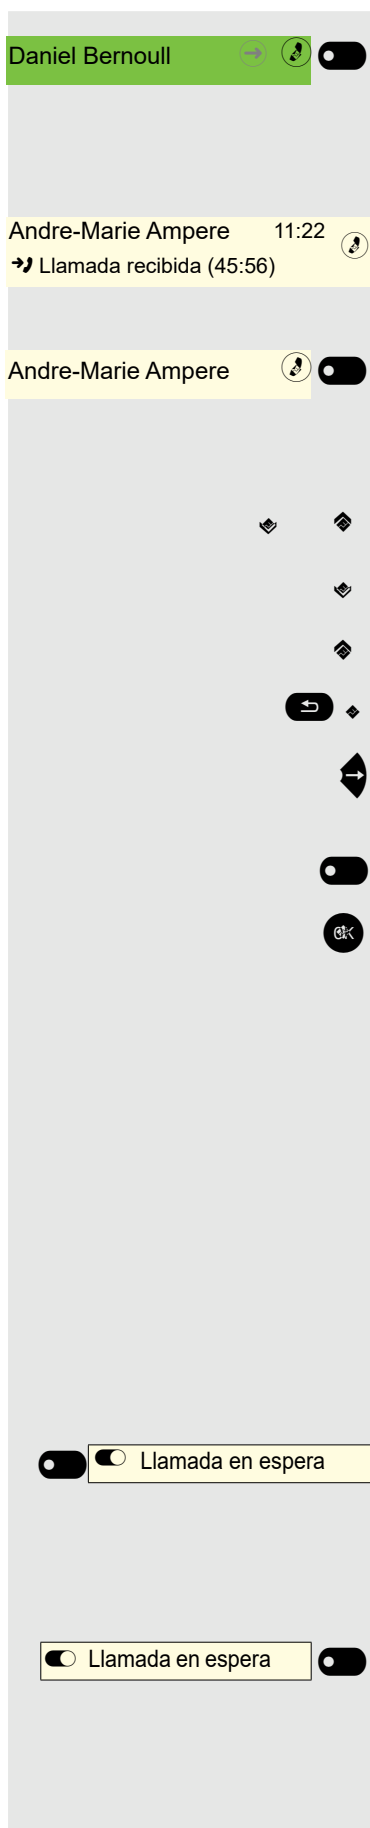 Daniel Bernoull
Andre-Marie Ampere 11:22
Llamada recibida (45:56)
Andre-Marie Ampere
OK
Llamada en espera
Llamada en espera